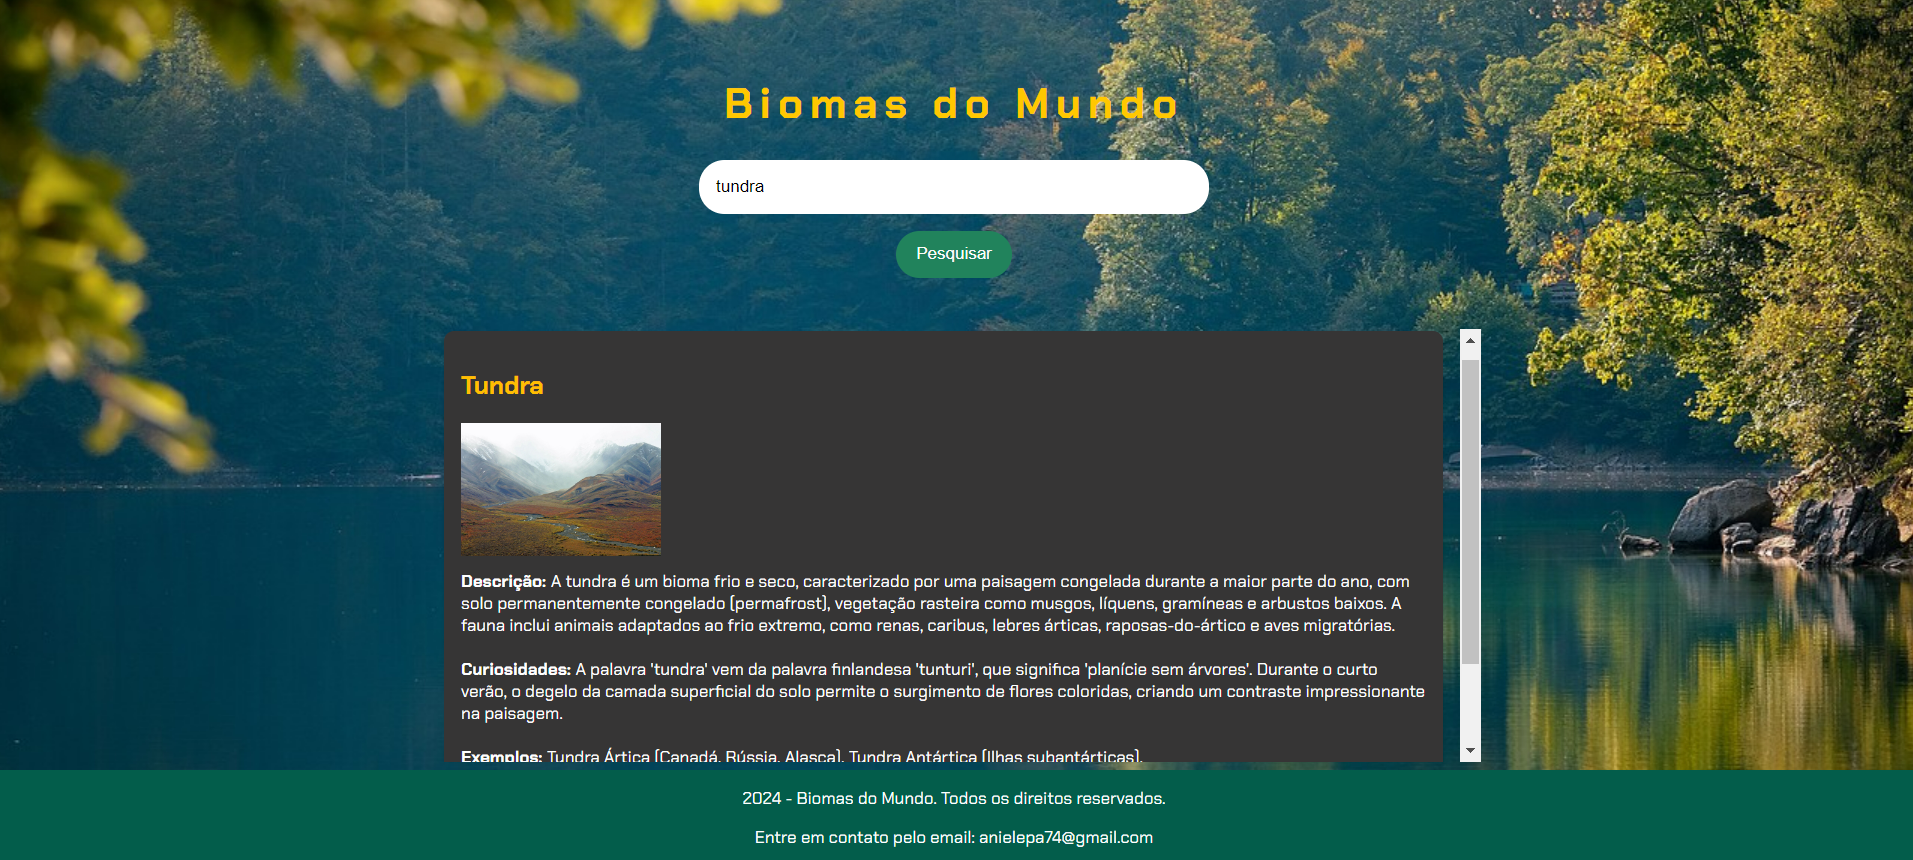 Biomas do Mundo
tundra
Pesquisar
Tundra
Descrição: A tundra é um bioma frio e seco, caracterizado por uma paisagem congelada durante a maior parte do ano, com
solo permanentemente congelado (permafrost), vegetação rasteira como musgos, líquens, gramíneas e arbustos baixos. A
fauna inclui animais adaptados ao frio extremo, como renas, caribus, lebres árticas, raposas-do-ártico e aves migratórias.
Curiosidades: A palavra 'tundra' vem da palavra finlandesa 'tunturi', que significa 'planície sem árvores'. Durante o curto
verão, o degelo da camada superficial do solo permite o surgimento de flores coloridas, criando um contraste impressionante
na paisagem.
Exemplos: Tundra Ártica (Canadá, Rússia, Alasca), Tundra Antártica (Ilhas subantárticas).
2024 - Biomas do Mundo. Todos os direitos reservados.
Entre em contato pelo email: anielepa74@gmail.com